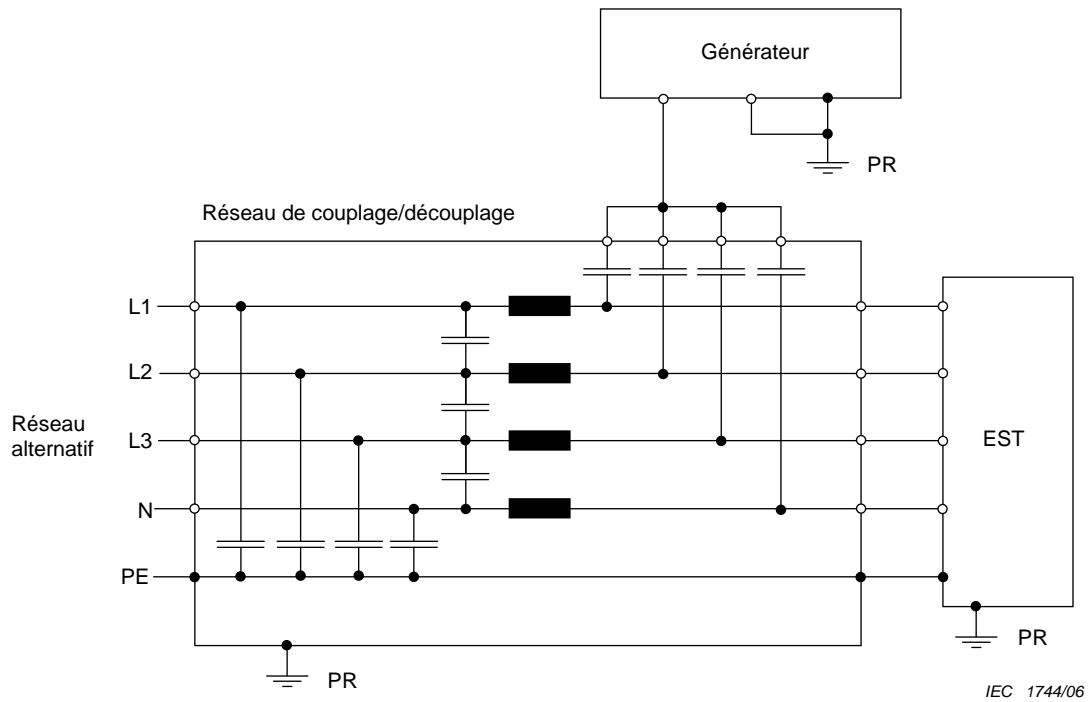 Générateur
PR
Réseau de couplage/découplage
L1
L2
Réseau
alternatif
L3
EST
N
PE
PR
PR
IEC 1744/06